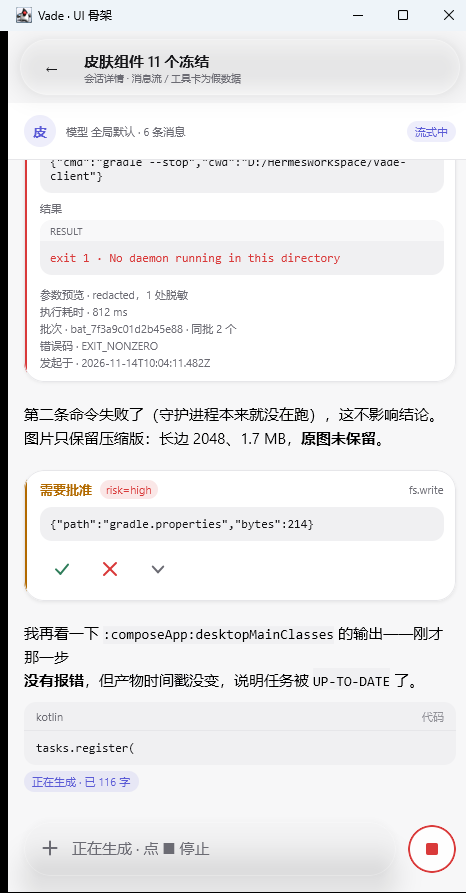 Vade · UI 骨架
← 皮肤组件 11 个冻结
会话详情 · 消息流 / 工具卡为假数据
皮 模型 全局默认 · 6 条消息 流式中
{"cmd":"gradle --stop","cwd":"D:/HermesWorkspace/Vade-
client"}
结果
RESULT
exit 1 · No daemon running in this directory
参数预览 · redacted，1 处脱敏
执行耗时 · 812 ms
批次 · bat_7f3a9c01d2b45e88 · 同批 2 个
错误码 · EXIT_NONZERO
发起于 · 2026-11-14T10:04:11.482Z
第二条命令失败了（守护进程本来就没在跑），这不影响结论。
图片只保留压缩版：长边 2048、1.7 MB，原图未保留。
需要批准 risk=high fs.write
{"path":"gradle.properties","bytes":214}
我再看一下 :composeApp:desktopMainClasses 的输出——刚才
那一步
没有报错，但产物时间戳没变，说明任务被 UP-TO-DATE 了。
kotlin 代码
tasks.register(
正在生成 · 已 116 字
正在生成 · 点 ■ 停止